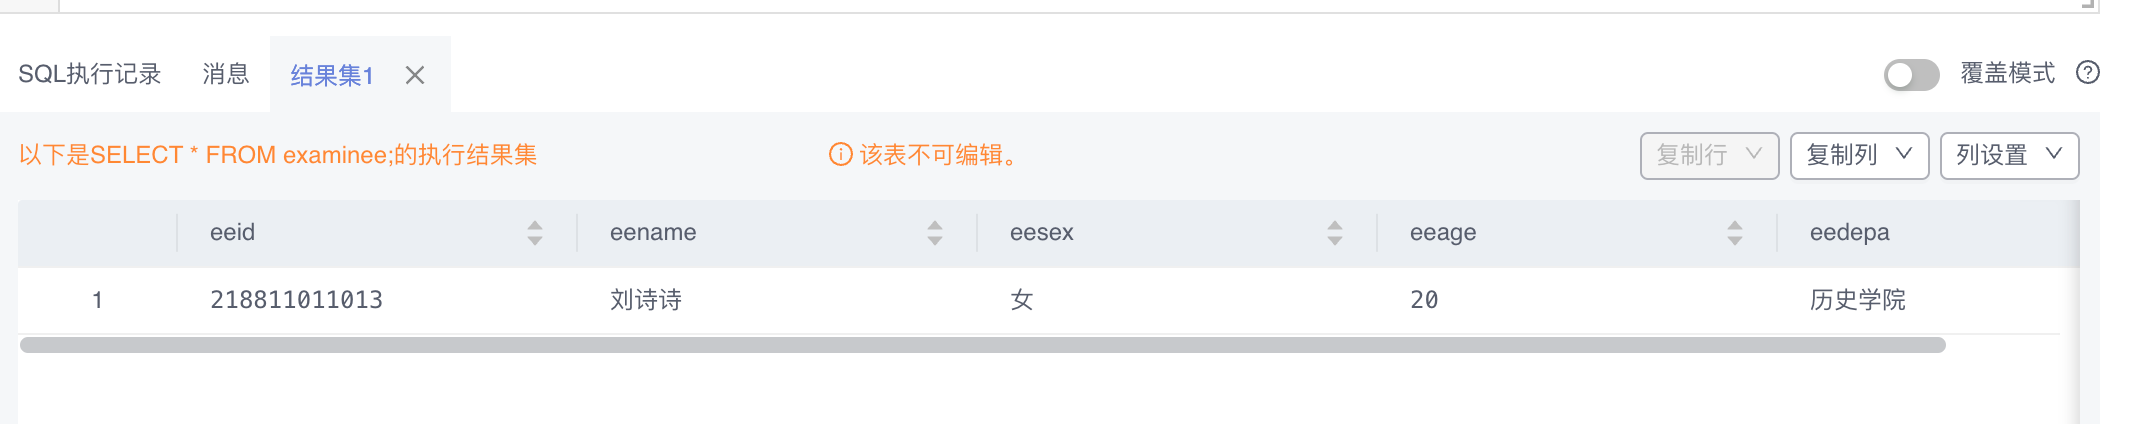 SQL执行记录 消息 结果集1 覆盖模式
以下是SELECT * FROM examinee;的执行结果集 该表不可编辑。 复制行 复制列 列设置
eeid eename eesex eeage eedepa
1 218811011013 刘诗诗 女 20 历史学院